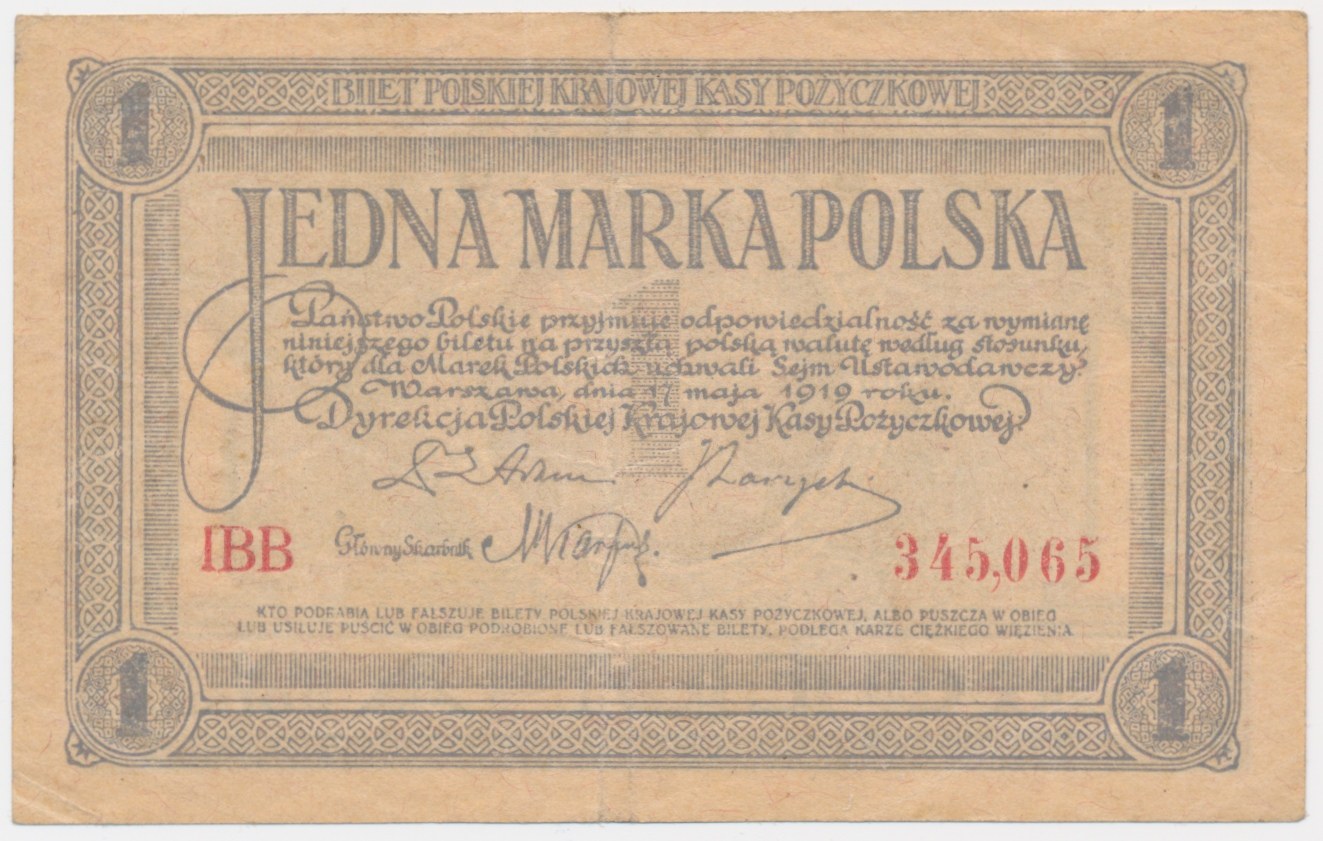 BILET POLSKIEJ KRAJOWEJ KASY POŻYCZKOWEJ
1 1
JEDNA MARKA POLSKA
1
Państwo Polskie przyjmuje odpowiedzialność za wymianę
niniejszego biletu na przyszłą polską walutę według stosunku,
który dla Marek Polskich uchwali Sejm Ustawodawczy
Warszawa, dnia 17 maja 1919 roku.
Dyrekcja Polskiej Krajowej Kasy Pożyczkowej
IBB Główny Skarbnik 345,065
KTO PODRABIA LUB FAŁSZUJE BILETY POLSKIEJ KRAJOWEJ KASY POŻYCZKOWEJ, ALBO PUSZCZA W OBIEG
LUB USIŁUJE PUŚCIĆ W OBIEG PODROBIONE LUB FAŁSZOWANE BILETY, PODLEGA KARZE CIĘŻKIEGO WIĘZIENIA
1 1